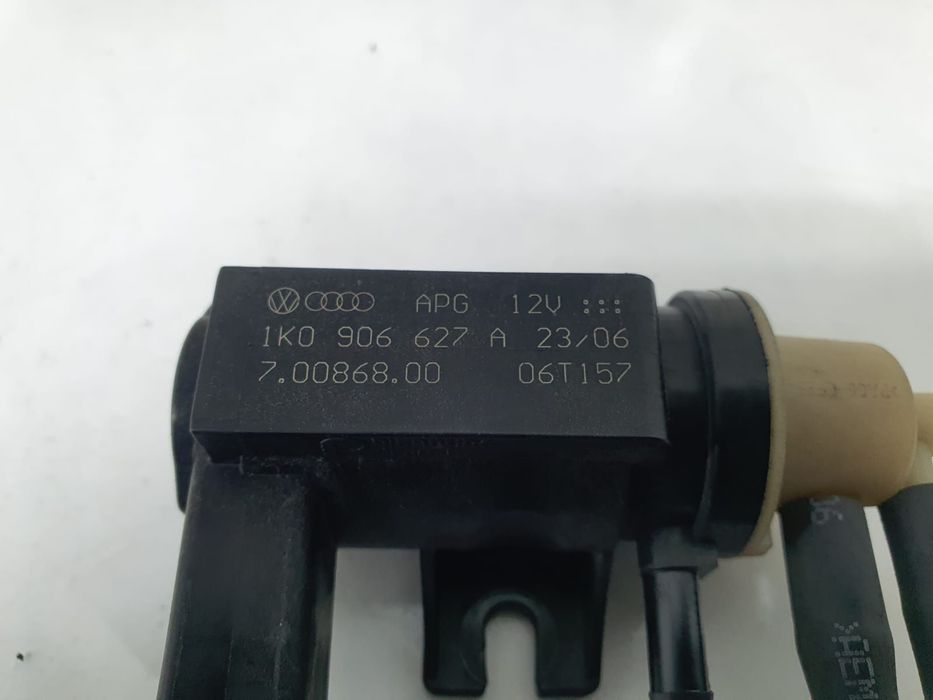 APG 12V :::
1K0 906 627 A 23/06
7.00868.00 06T157